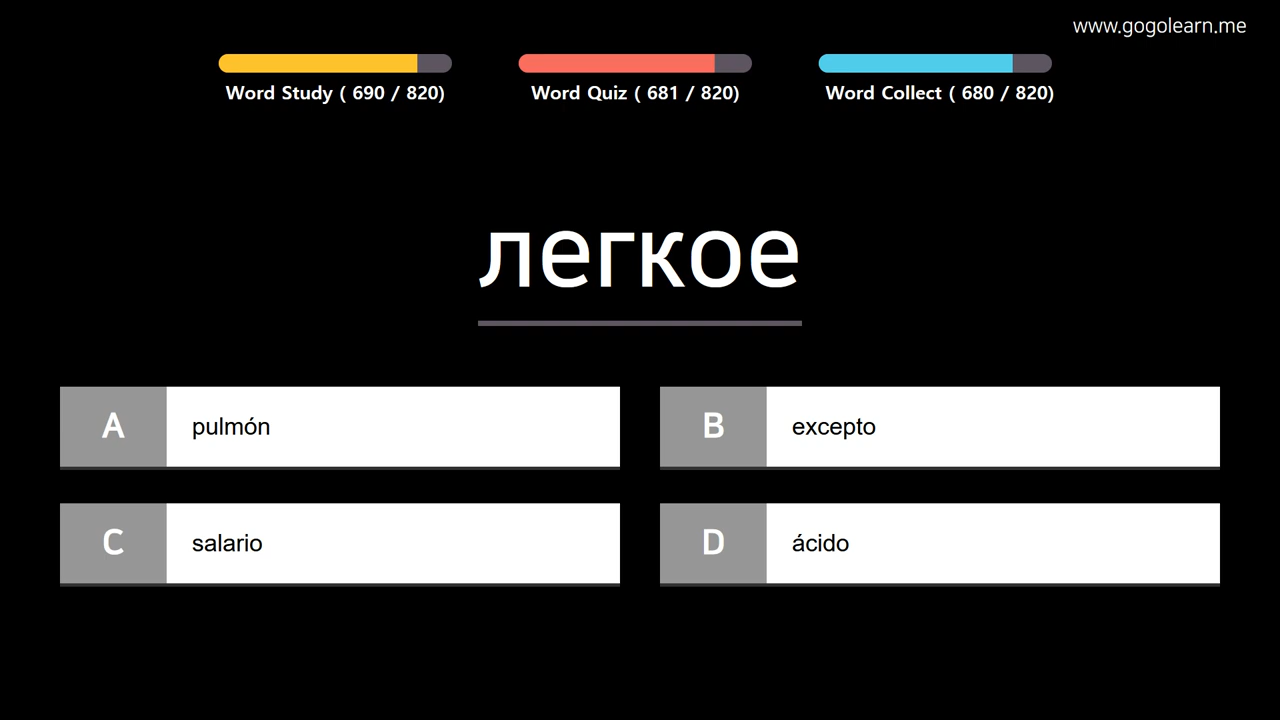 www.gogolearn.me
Word Study ( 690 / 820)
Word Quiz ( 681 / 820)
Word Collect ( 680 / 820)
легкое
A pulmón
B excepto
C salario
D ácido